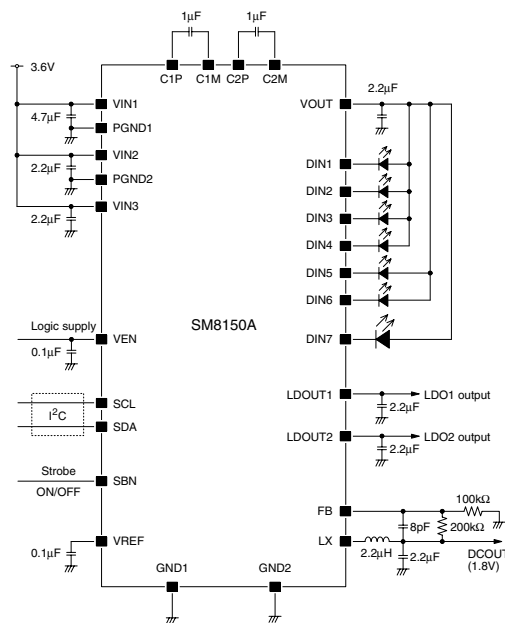 1μF 1μF
3.6V
C1P C1M C2P C2M
VIN1 VOUT 2.2μF
4.7μF
PGND1
VIN2 DIN1
2.2μF
PGND2 DIN2
VIN3 DIN3
2.2μF
DIN4
DIN5
DIN6
SM8150A
Logic supply VEN DIN7
0.1μF
LDOUT1 LDO1 output
2.2μF
SCL
I²C
SDA LDOUT2 LDO2 output
2.2μF
Strobe SBN
ON/OFF
FB 100kΩ
8pF 200kΩ
VREF LX
0.1μF 2.2μH 2.2μF DCOUT
(1.8V)
GND1 GND2